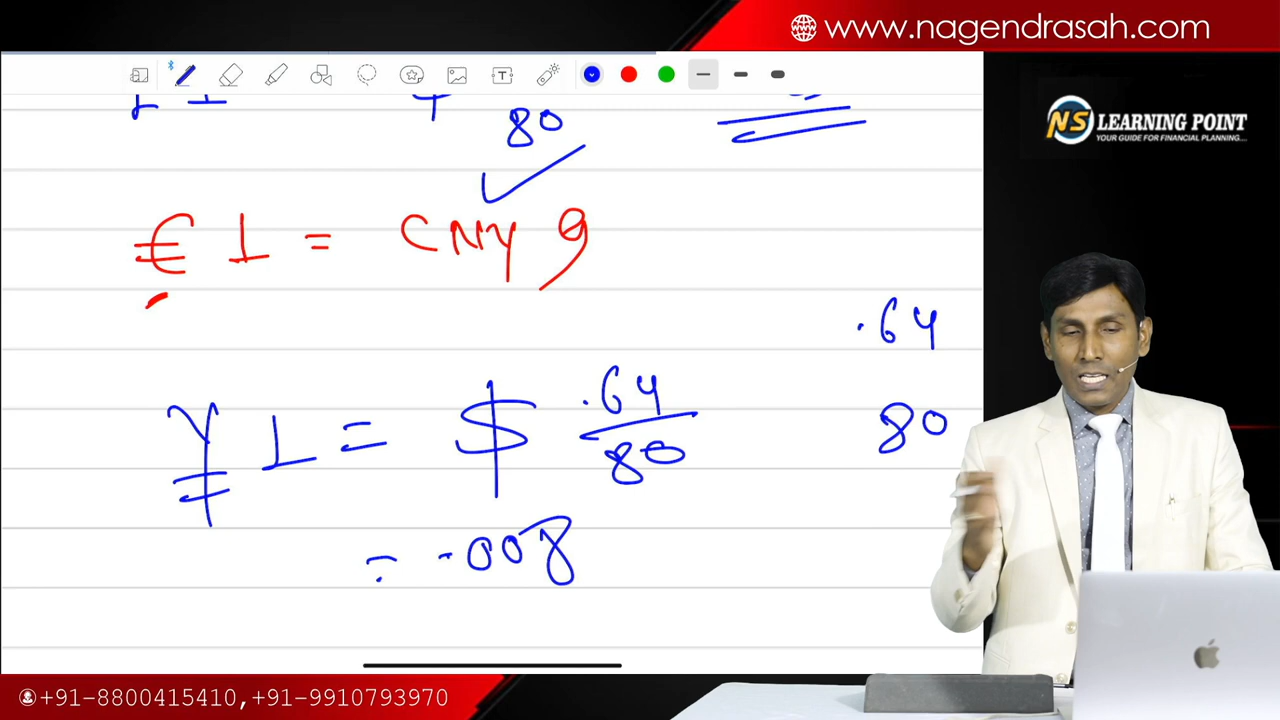 www.nagendrasah.com
NS LEARNING POINT
YOUR GUIDE FOR FINANCIAL PLANNING....
80
€ 1 = CNY 9
.64
80
¥ 1 = $ .64/80
= .008
+91-8800415410,+91-9910793970